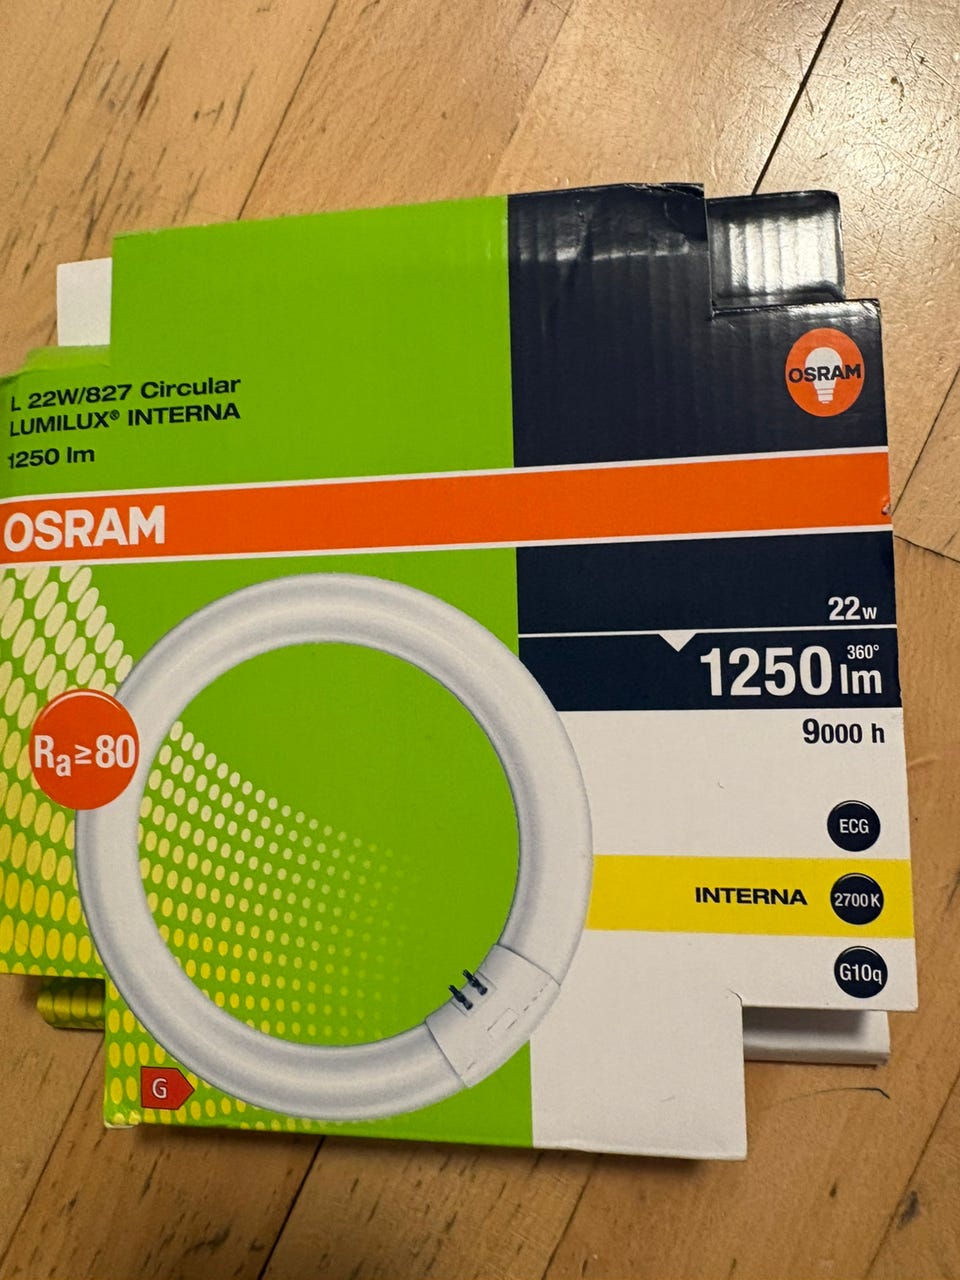 L 22W/827 Circular
LUMILUX® INTERNA
1250 lm
OSRAM
OSRAM
22w
360°
1250 lm
9000 h
Ra≥80
ECG
INTERNA 2700K
G10q
G